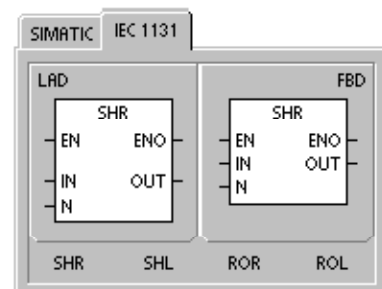 SIMATIC IEC 1131
LAD FBD
SHR SHR
EN ENO EN ENO
IN OUT IN OUT
N N
SHR SHL ROR ROL